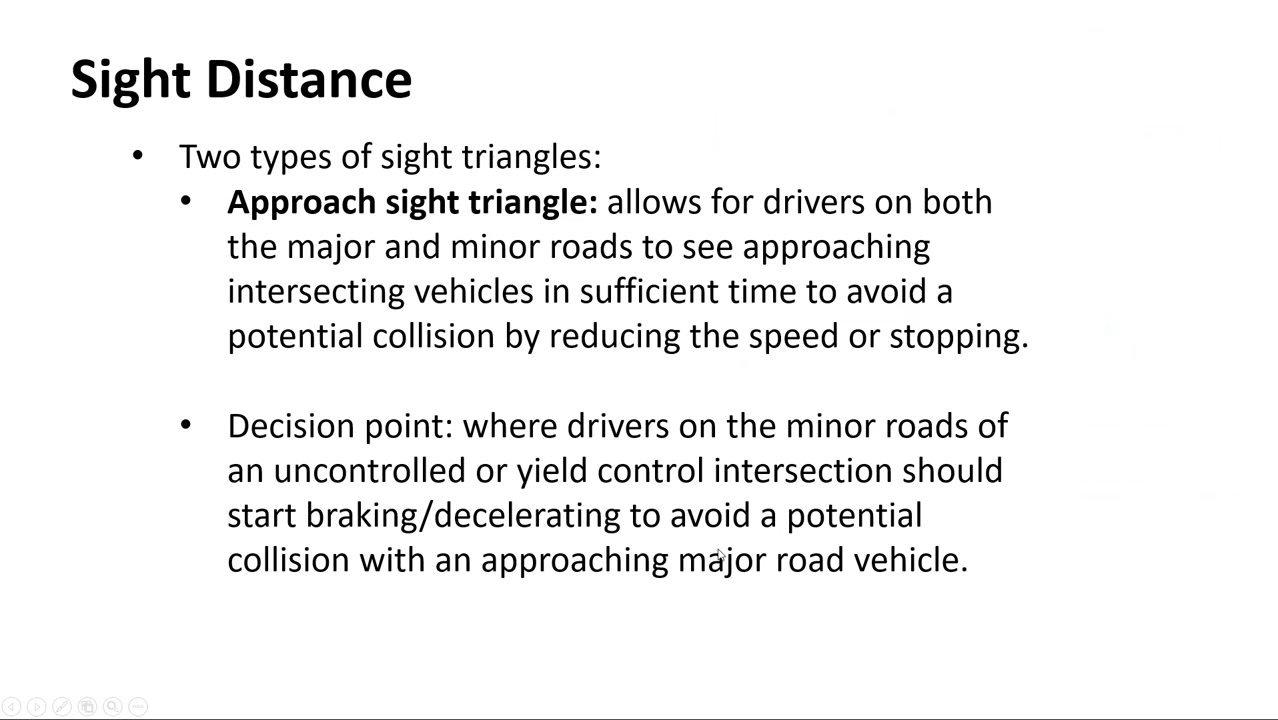 Sight Distance
• Two types of sight triangles:
• Approach sight triangle: allows for drivers on both
the major and minor roads to see approaching
intersecting vehicles in sufficient time to avoid a
potential collision by reducing the speed or stopping.
• Decision point: where drivers on the minor roads of
an uncontrolled or yield control intersection should
start braking/decelerating to avoid a potential
collision with an approaching major road vehicle.